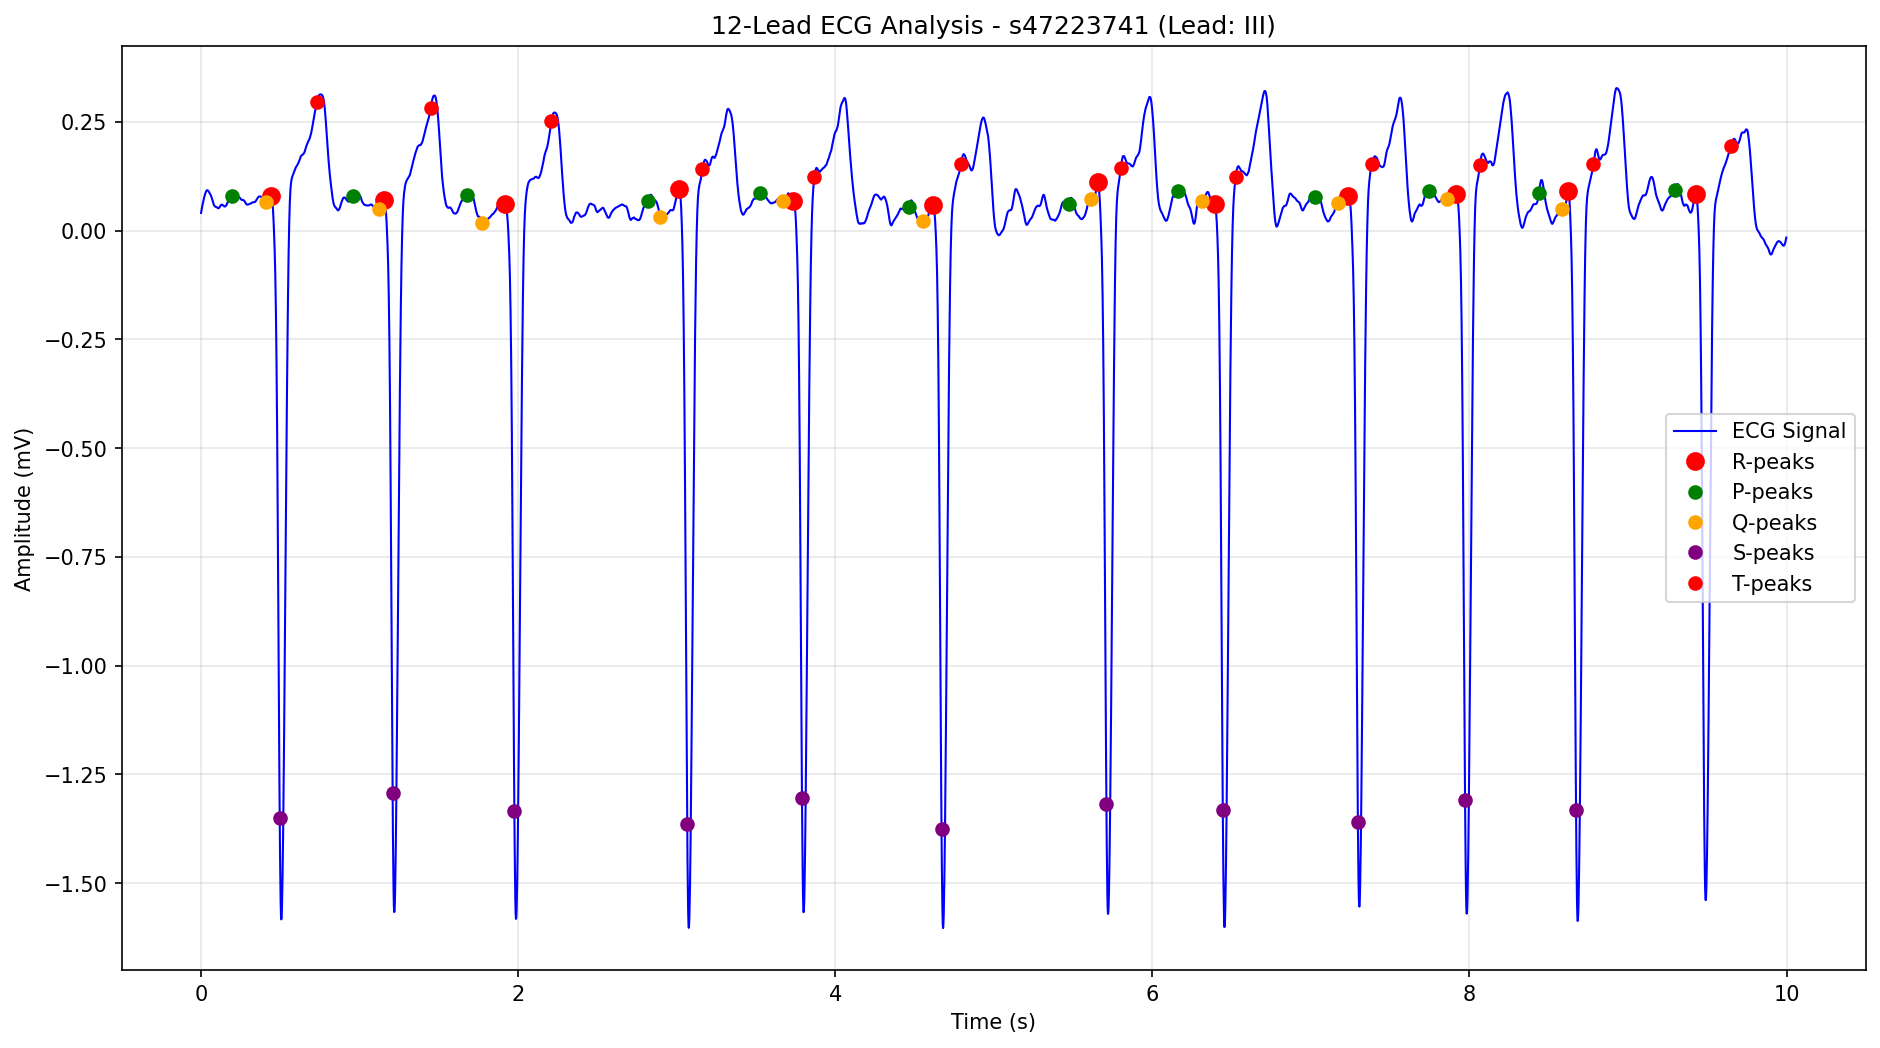 12-Lead ECG Analysis - s47223741 (Lead: III)
0.25
0.00
−0.25
−0.50
−0.75
−1.00
−1.25
−1.50
Amplitude (mV)
ECG Signal
R-peaks
P-peaks
Q-peaks
S-peaks
T-peaks
0 2 4 6 8 10
Time (s)